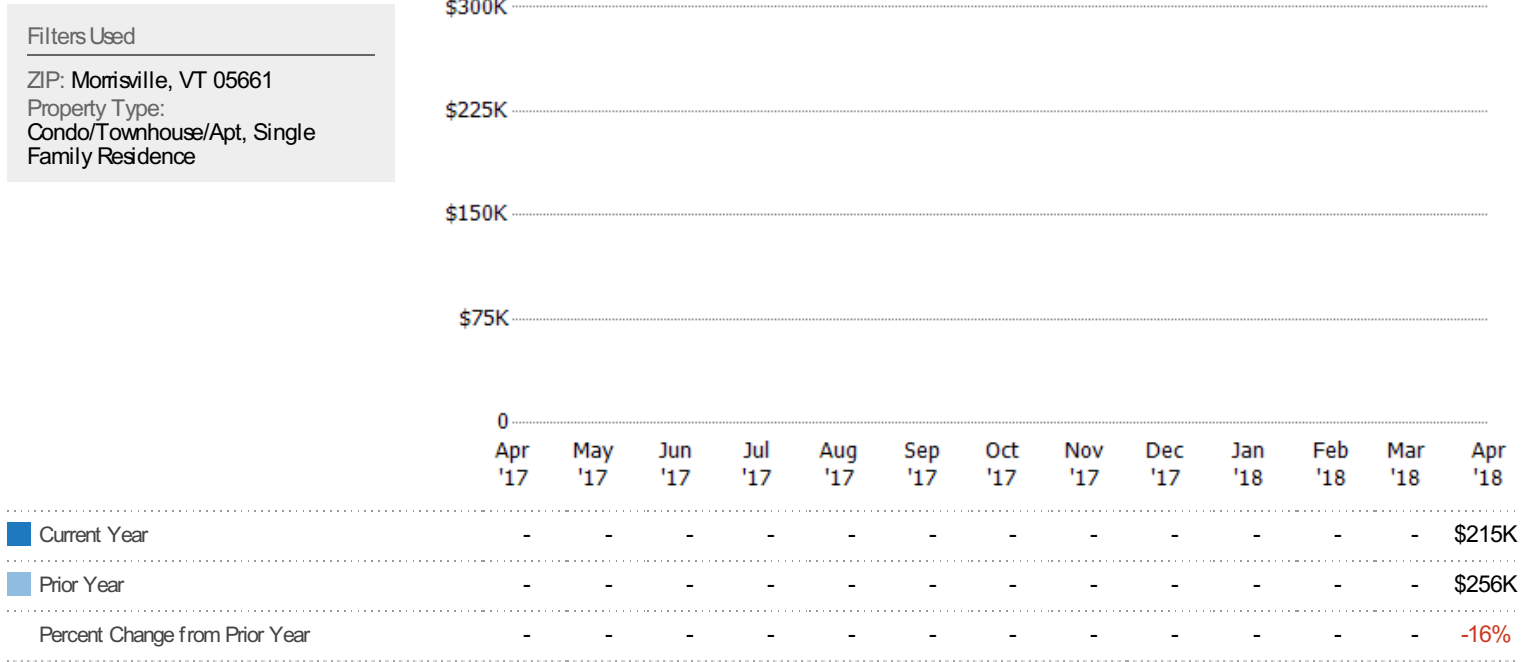 Filters Used
ZIP: Morrisville, VT 05661
Property Type:
Condo/Townhouse/Apt, Single
Family Residence
$300K
$225K
$150K
$75K
0
Apr May Jun Jul Aug Sep Oct Nov Dec Jan Feb Mar Apr
'17 '17 '17 '17 '17 '17 '17 '17 '17 '18 '18 '18 '18
Current Year - - - - - - - - - - - - $215K
Prior Year - - - - - - - - - - - - $256K
Percent Change from Prior Year - - - - - - - - - - - - -16%